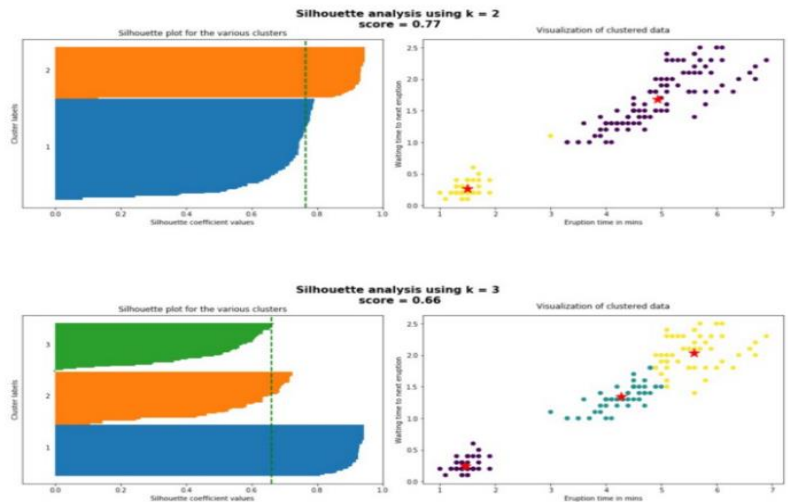 Silhouette analysis using k = 2
score = 0.77
Silhouette plot for the various clusters
Cluster labels
2
1
0.0 0.2 0.4 0.6 0.8 1.0
Silhouette coefficient values
Visualization of clustered data
Waiting time to next eruption
2.5
2.0
1.5
1.0
0.5
0.0
1 2 3 4 5 6 7
Eruption time in mins
Silhouette analysis using k = 3
score = 0.66
Silhouette plot for the various clusters
Cluster labels
3
2
1
0.0 0.2 0.4 0.6 0.8 1.0
Silhouette coefficient values
Visualization of clustered data
Waiting time to next eruption
2.5
2.0
1.5
1.0
0.5
0.0
1 2 3 4 5 6 7
Eruption time in mins